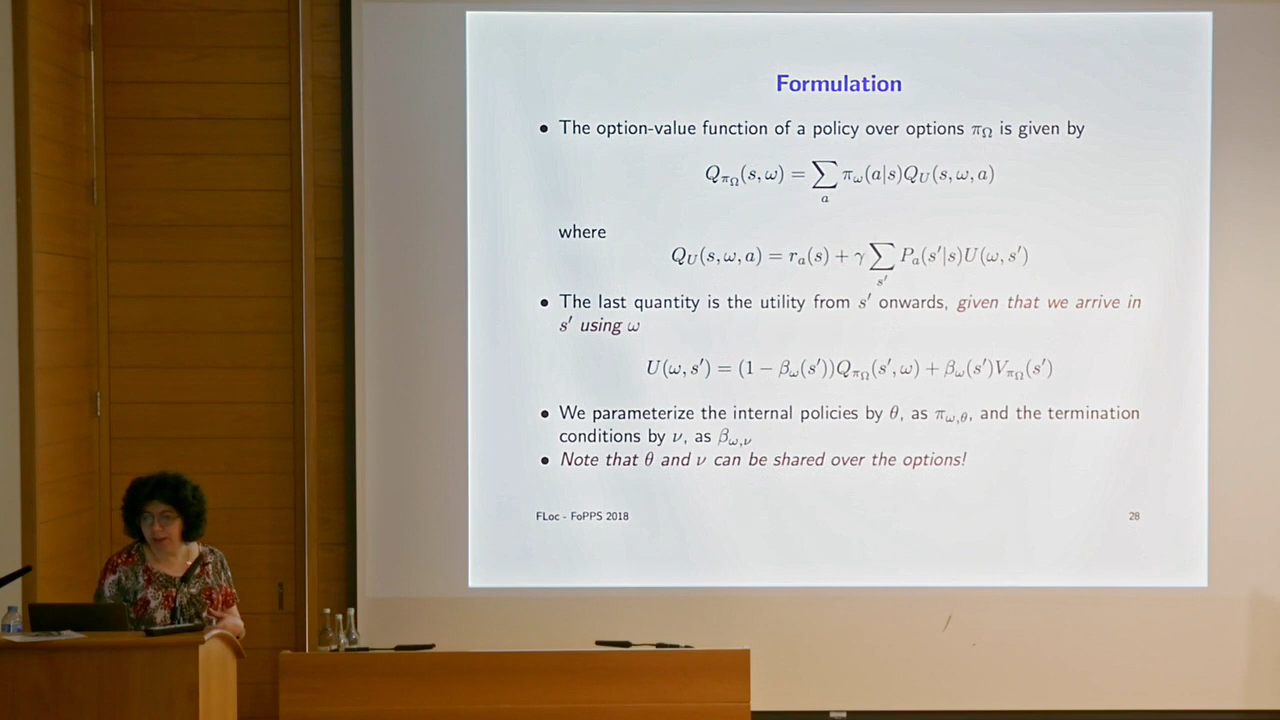 Formulation
• The option-value function of a policy over options π_Ω is given by
Q_{π_Ω}(s, ω) = ∑_a π_ω(a|s)Q_U(s, ω, a)
where
Q_U(s, ω, a) = r_a(s) + γ ∑_{s′} P_a(s′|s)U(ω, s′)
• The last quantity is the utility from s′ onwards, given that we arrive in
s′ using ω
U(ω, s′) = (1 − β_ω(s′))Q_{π_Ω}(s′, ω) + β_ω(s′)V_{π_Ω}(s′)
• We parameterize the internal policies by θ, as π_{ω,θ}, and the termination
conditions by ν, as β_{ω,ν}
• Note that θ and ν can be shared over the options!
FLoc - FoPPS 2018
28